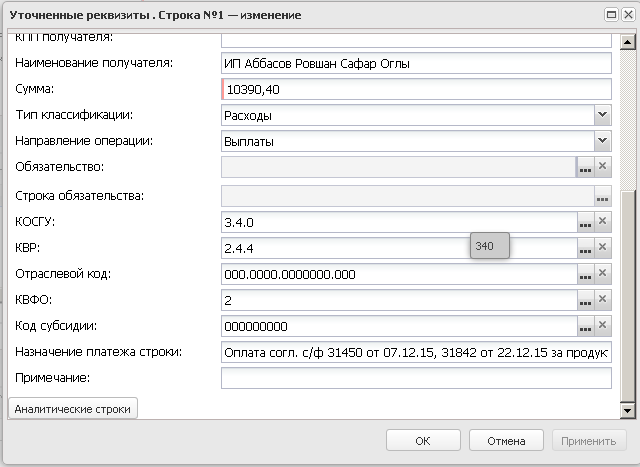 Уточненные реквизиты . Строка №1 — изменение
КПП получателя:
Наименование получателя: ИП Аббасов Ровшан Сафар Оглы
Сумма: 10390,40
Тип классификации: Расходы
Направление операции: Выплаты
Обязательство: ...
Строка обязательства: ...
КОСГУ: 3.4.0 ...
340
КВР: 2.4.4 ...
Отраслевой код: 000.0000.0000000.000 ...
КВФО: 2 ...
Код субсидии: 000000000 ...
Назначение платежа строки: Оплата согл. с/ф 31450 от 07.12.15, 31842 от 22.12.15 за продук
Примечание:
Аналитические строки
ОК Отмена Применить